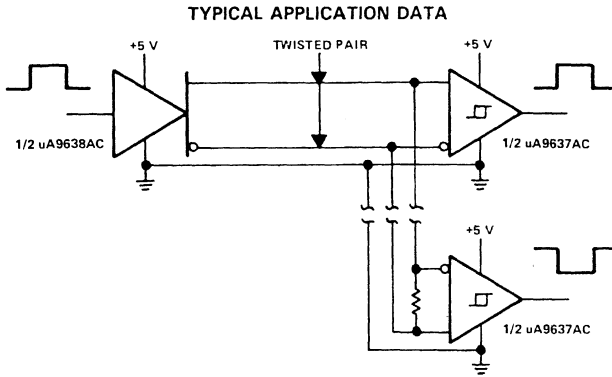 TYPICAL APPLICATION DATA
+5 V
TWISTED PAIR
+5 V
1/2 uA9638AC
1/2 uA9637AC
+5 V
1/2 uA9637AC